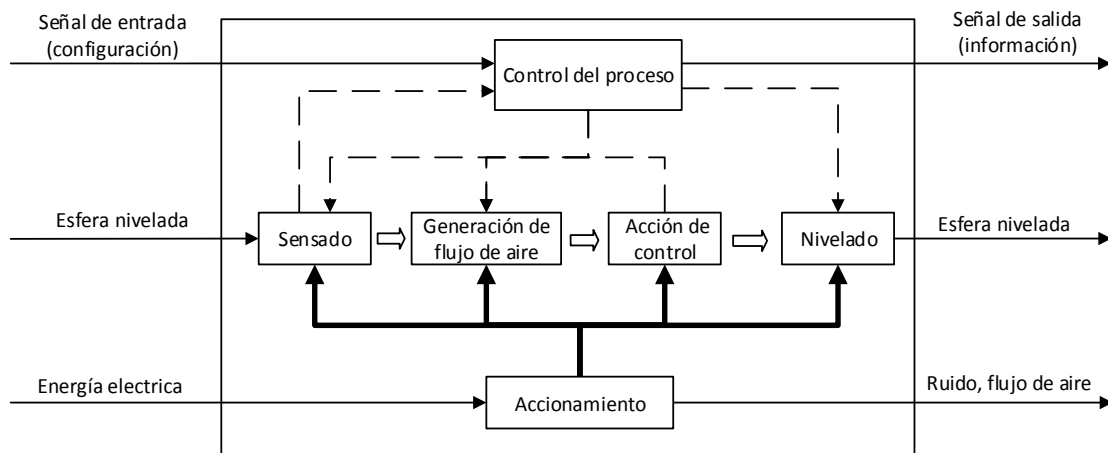 Señal de entrada
(configuración)
Señal de salida
(información)
Control del proceso
Esfera nivelada
Sensado
Generación de
flujo de aire
Acción de
control
Nivelado
Esfera nivelada
Energía electrica
Accionamiento
Ruido, flujo de aire